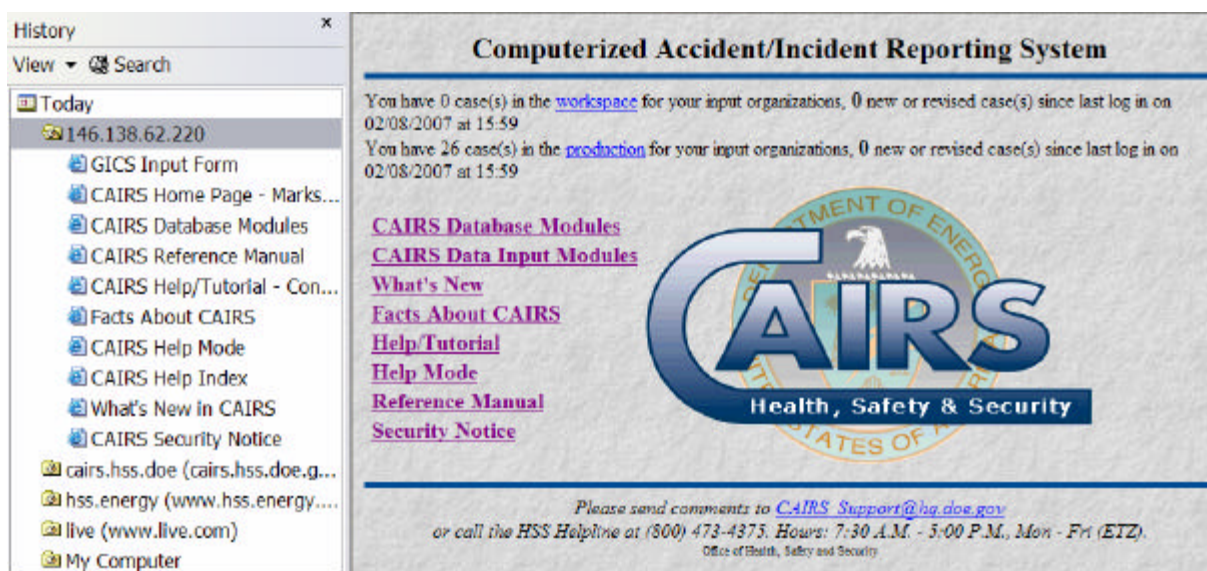 History
×
View Search
Today
146.138.62.220
GICS Input Form
CAIRS Home Page - Marks...
CAIRS Database Modules
CAIRS Reference Manual
CAIRS Help/Tutorial - Con...
Facts About CAIRS
CAIRS Help Mode
CAIRS Help Index
What's New in CAIRS
CAIRS Security Notice
cairs.hss.doe (cairs.hss.doe.g...
hss.energy (www.hss.energy....
live (www.live.com)
My Computer
Computerized Accident/Incident Reporting System
You have 0 case(s) in the workspace for your input organizations, 0 new or revised case(s) since last log in on
02/08/2007 at 15:59
You have 26 case(s) in the production for your input organizations, 0 new or revised case(s) since last log in on
02/08/2007 at 15:59
CAIRS Database Modules
CAIRS Data Input Modules
What's New
Facts About CAIRS
Help/Tutorial
Help Mode
Reference Manual
Security Notice
CAIRS
Health, Safety & Security
Please send comments to CAIRS_Support@hq.doe.gov
or call the HSS Helpline at (800) 473-4375. Hours: 7:30 A.M. - 5:00 P.M., Mon - Fri (ETZ).
Office of Health, Safety and Security